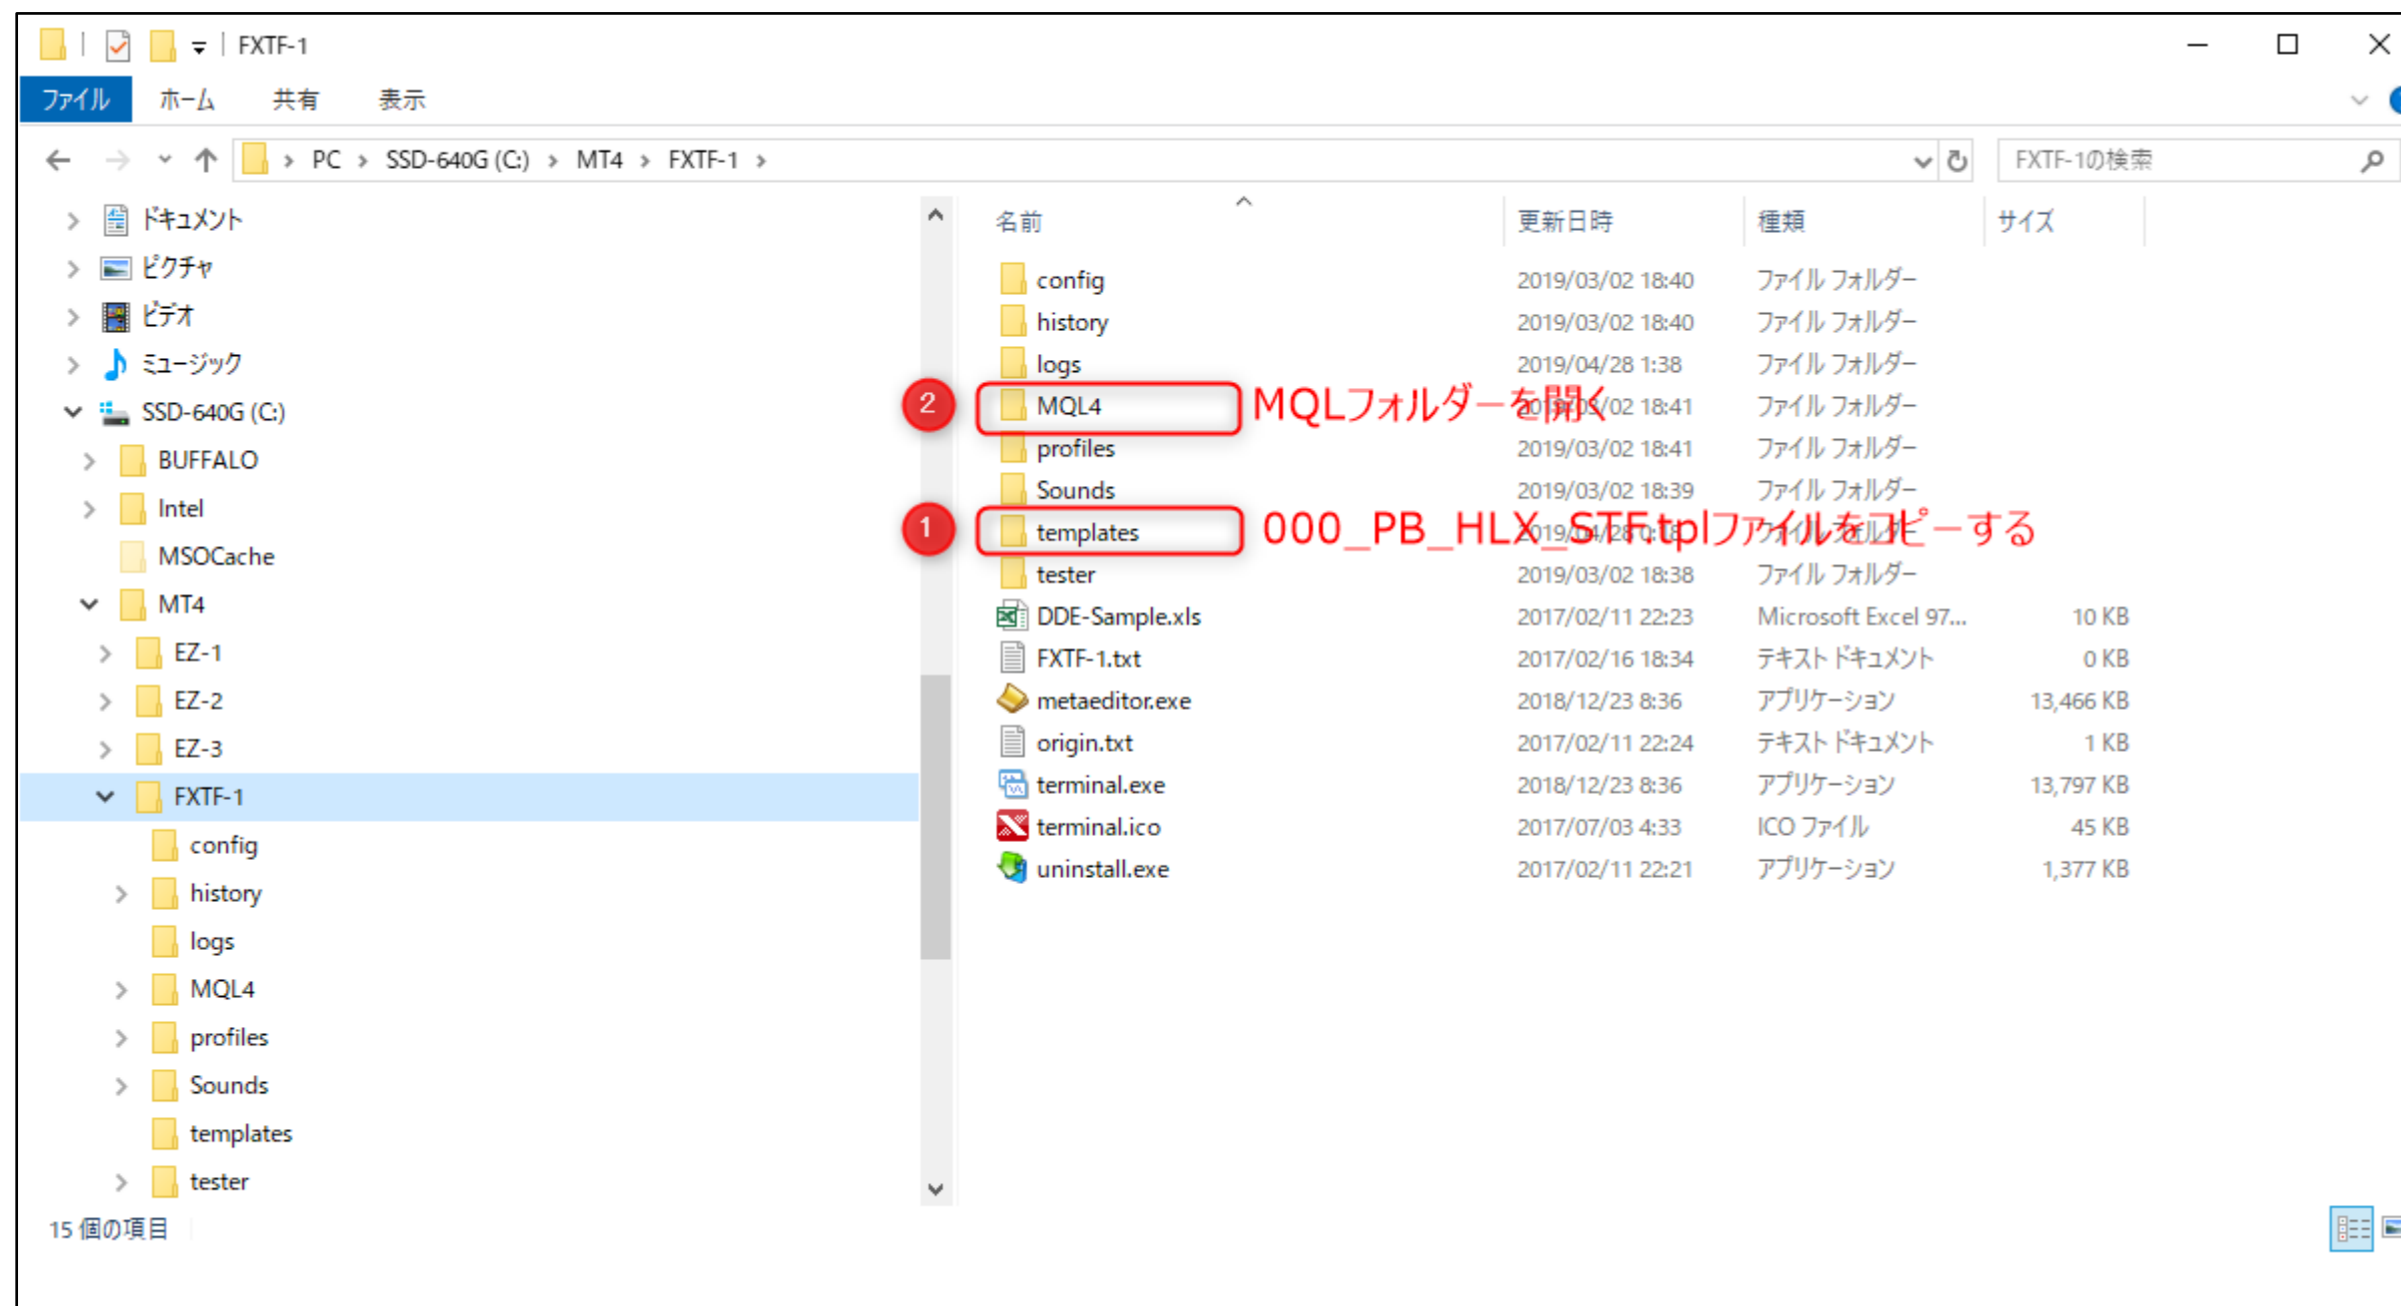 FXTF-1
ファイル ホーム 共有 表示
PC > SSD-640G (C:) > MT4 > FXTF-1 >
FXTF-1の検索
ドキュメント
ピクチャ
ビデオ
ミュージック
SSD-640G (C:)
BUFFALO
Intel
MSOCache
MT4
EZ-1
EZ-2
EZ-3
FXTF-1
config
history
logs
MQL4
profiles
Sounds
templates
tester
名前 更新日時 種類 サイズ
config 2019/03/02 18:40 ファイル フォルダー
history 2019/03/02 18:40 ファイル フォルダー
logs 2019/04/28 1:38 ファイル フォルダー
2 MQL4 MQLフォルダーを開く 2019/03/02 18:41 ファイル フォルダー
profiles 2019/03/02 18:41 ファイル フォルダー
Sounds 2019/03/02 18:39 ファイル フォルダー
1 templates 000_PB_HLX_STF.tplファイルをコピーする
tester 2019/03/02 18:38 ファイル フォルダー
DDE-Sample.xls 2017/02/11 22:23 Microsoft Excel 97... 10 KB
FXTF-1.txt 2017/02/16 18:34 テキスト ドキュメント 0 KB
metaeditor.exe 2018/12/23 8:36 アプリケーション 13,466 KB
origin.txt 2017/02/11 22:24 テキスト ドキュメント 1 KB
terminal.exe 2018/12/23 8:36 アプリケーション 13,797 KB
terminal.ico 2017/07/03 4:33 ICO ファイル 45 KB
uninstall.exe 2017/02/11 22:21 アプリケーション 1,377 KB
15 個の項目